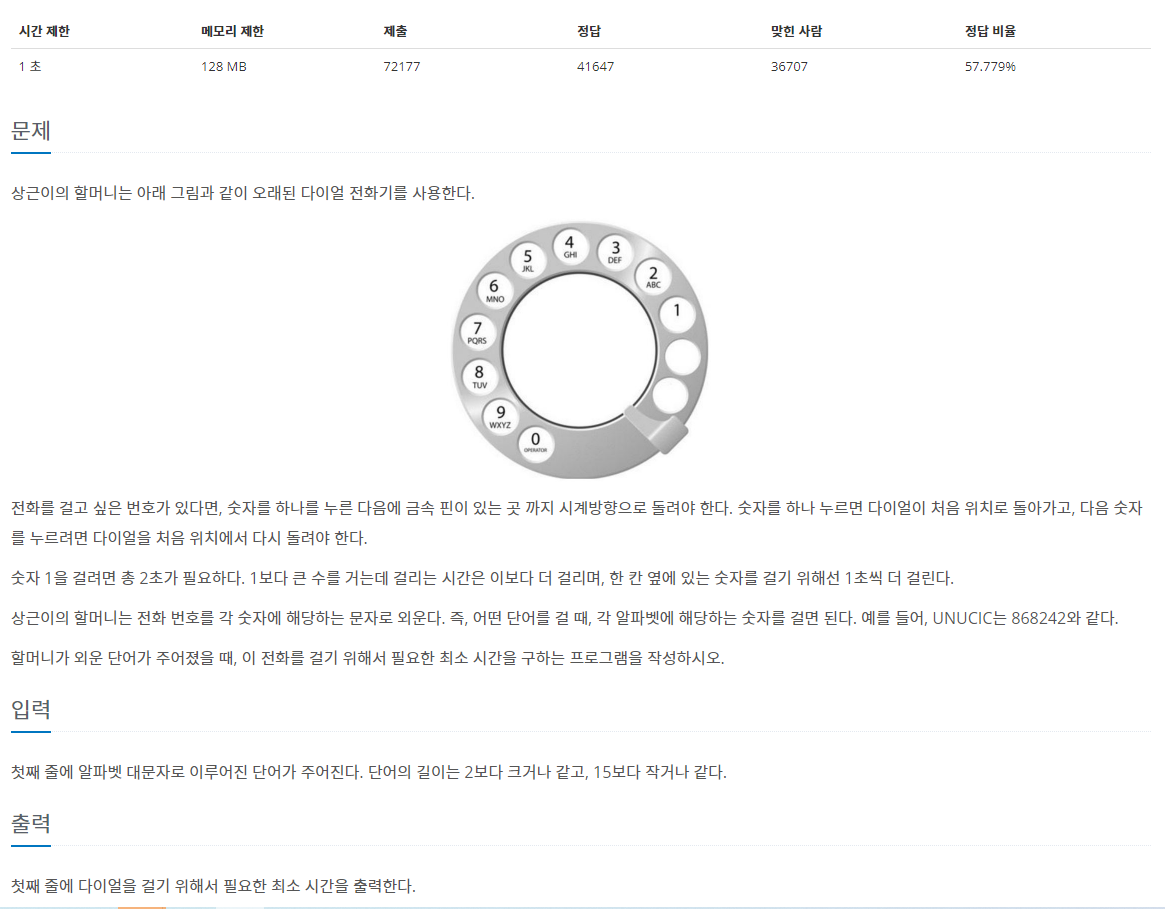 시간 제한 메모리 제한 제출 정답 맞힌 사람 정답 비율
1 초 128 MB 72177 41647 36707 57.779%
문제
상근이의 할머니는 아래 그림과 같이 오래된 다이얼 전화기를 사용한다.
4
GHI
3
DEF
5
JKL
2
ABC
6
MNO
1
7
PQRS
8
TUV
9
WXYZ
0
OPERATOR
전화를 걸고 싶은 번호가 있다면, 숫자를 하나를 누른 다음에 금속 핀이 있는 곳 까지 시계방향으로 돌려야 한다. 숫자를 하나 누르면 다이얼이 처음 위치로 돌아가고, 다음 숫자
를 누르려면 다이얼을 처음 위치에서 다시 돌려야 한다.
숫자 1을 걸려면 총 2초가 필요하다. 1보다 큰 수를 거는데 걸리는 시간은 이보다 더 걸리며, 한 칸 옆에 있는 숫자를 걸기 위해선 1초씩 더 걸린다.
상근이의 할머니는 전화 번호를 각 숫자에 해당하는 문자로 외운다. 즉, 어떤 단어를 걸 때, 각 알파벳에 해당하는 숫자를 걸면 된다. 예를 들어, UNUCIC는 868242와 같다.
할머니가 외운 단어가 주어졌을 때, 이 전화를 걸기 위해서 필요한 최소 시간을 구하는 프로그램을 작성하시오.
입력
첫째 줄에 알파벳 대문자로 이루어진 단어가 주어진다. 단어의 길이는 2보다 크거나 같고, 15보다 작거나 같다.
출력
첫째 줄에 다이얼을 걸기 위해서 필요한 최소 시간을 출력한다.